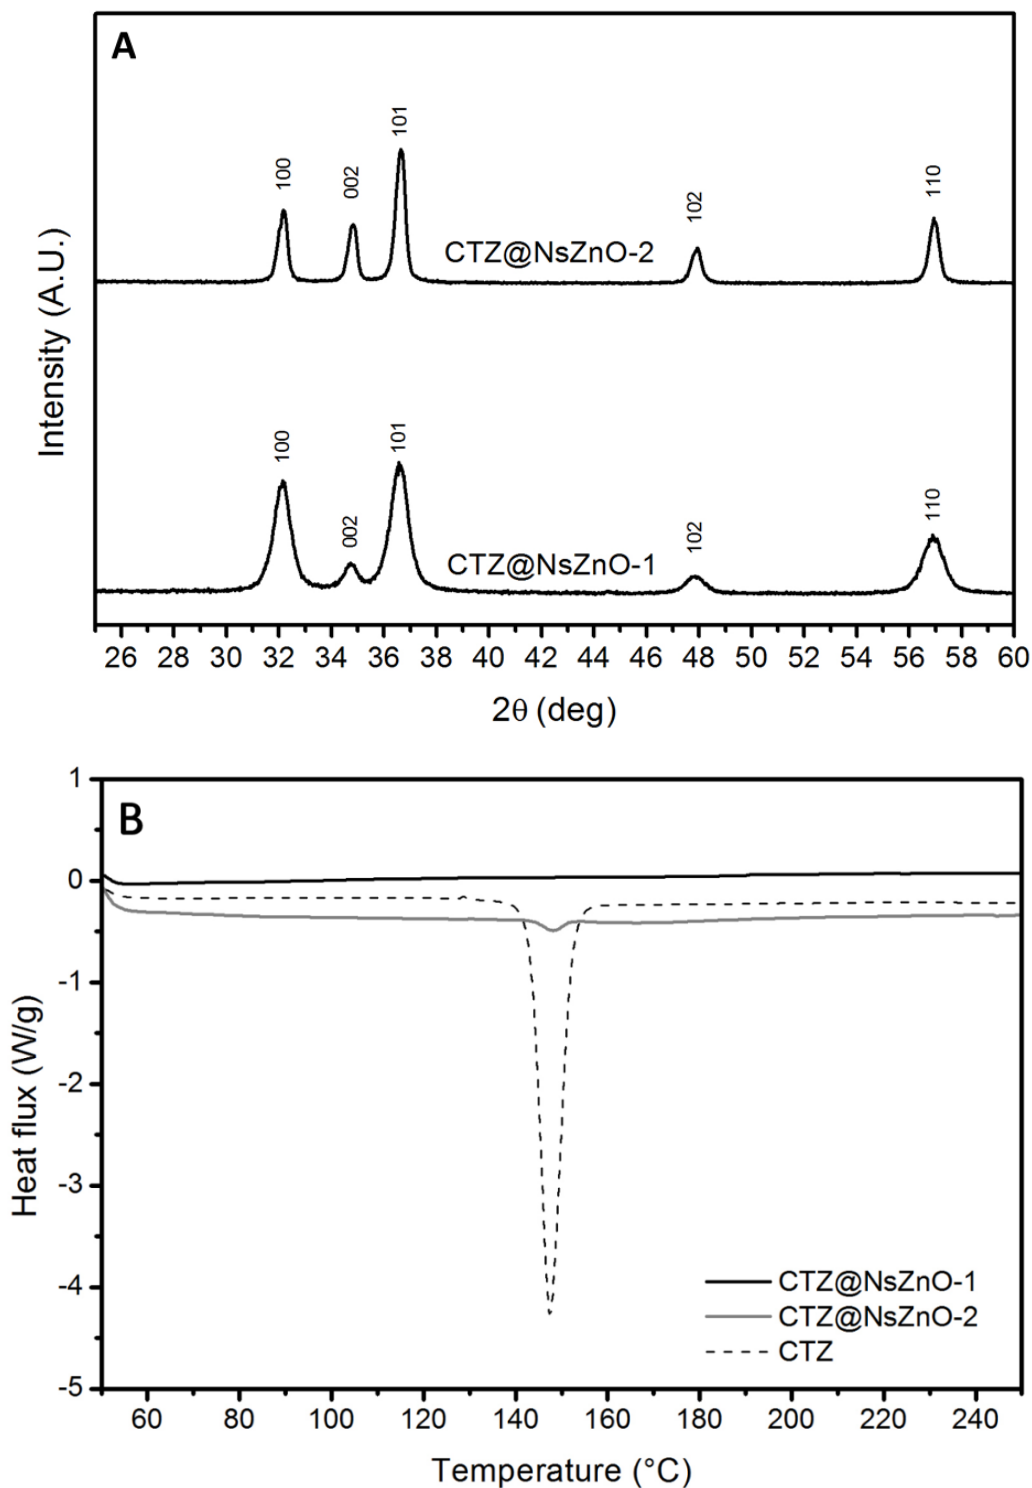 A
100
002
101
102
110
CTZ@NsZnO-2
100
002
101
102
110
CTZ@NsZnO-1
Intensity (A.U.)
26 28 30 32 34 36 38 40 42 44 46 48 50 52 54 56 58 60
2θ (deg)
B
1
0
-1
-2
-3
-4
-5
Heat flux (W/g)
CTZ@NsZnO-1
CTZ@NsZnO-2
CTZ
60 80 100 120 140 160 180 200 220 240
Temperature (°C)